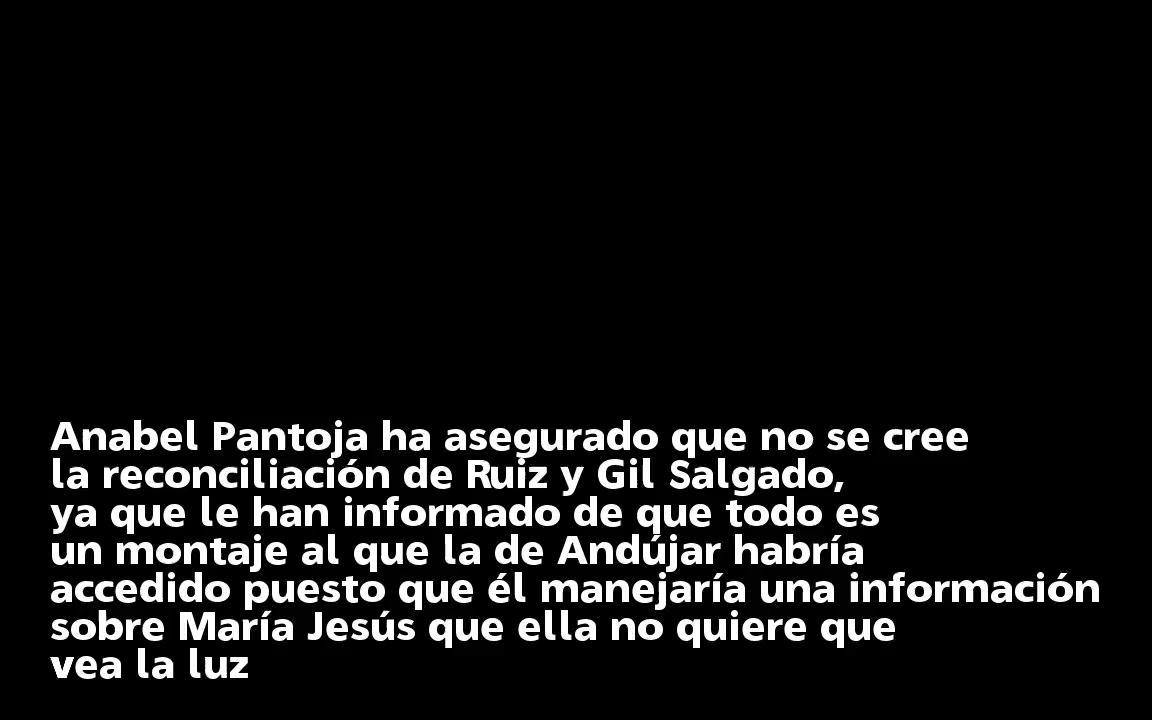 Anabel Pantoja ha asegurado que no se cree
la reconciliación de Ruiz y Gil Salgado,
ya que le han informado de que todo es
un montaje al que la de Andújar habría
accedido puesto que él manejaría una información
sobre María Jesús que ella no quiere que
vea la luz